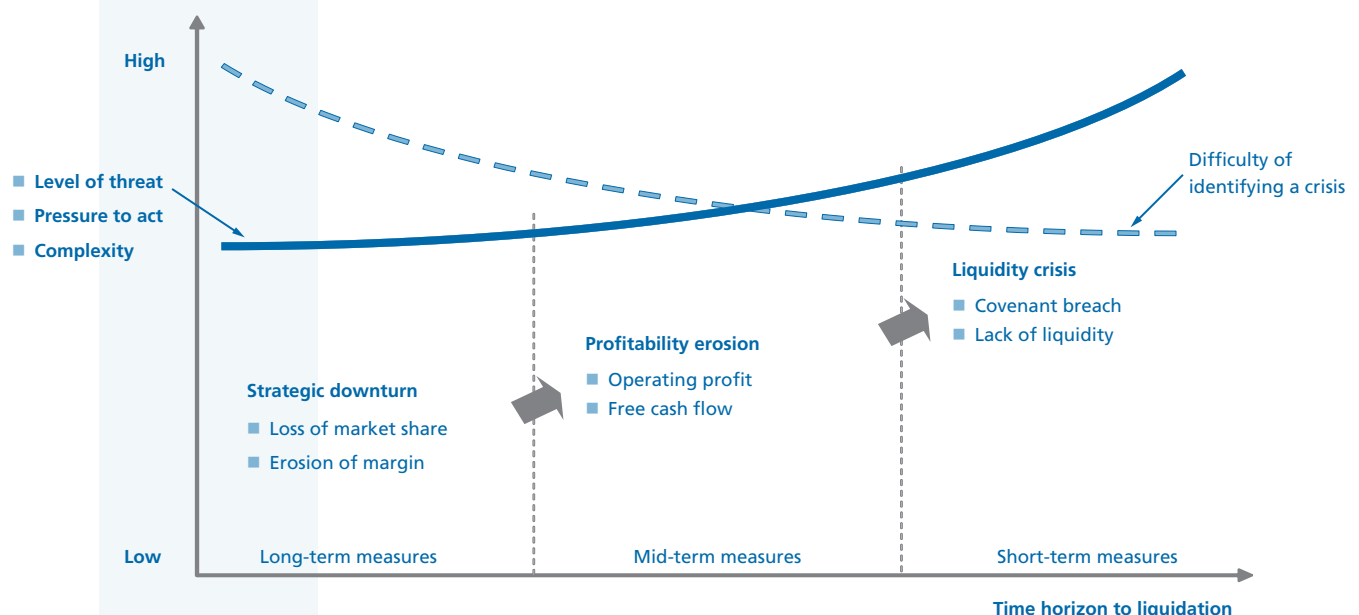 High
Level of threat
Pressure to act
Complexity
Difficulty of
identifying a crisis
Liquidity crisis
Covenant breach
Lack of liquidity
Profitability erosion
Operating profit
Free cash flow
Strategic downturn
Loss of market share
Erosion of margin
Low
Long-term measures
Mid-term measures
Short-term measures
Time horizon to liquidation